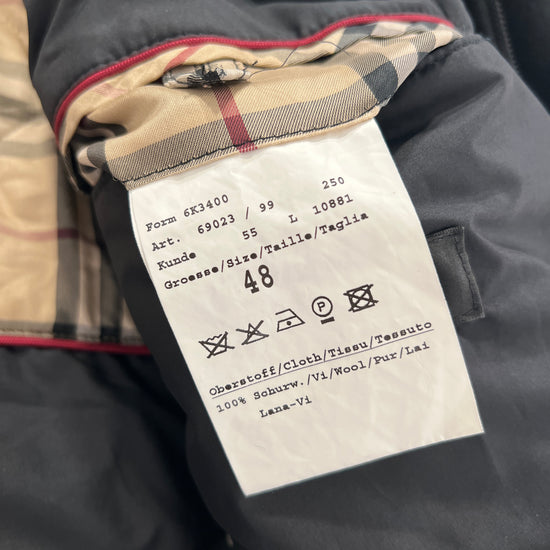 Form 6K3400 250
Art. 69023 / 99 L 10881
Kunde 55
Groesse/Size/Taille/Taglia
48
P
Oberstoff/Cloth/Tissu/Tessuto
100% Schurw./Vi/Wool/Pur/Lai
Lana-Vi